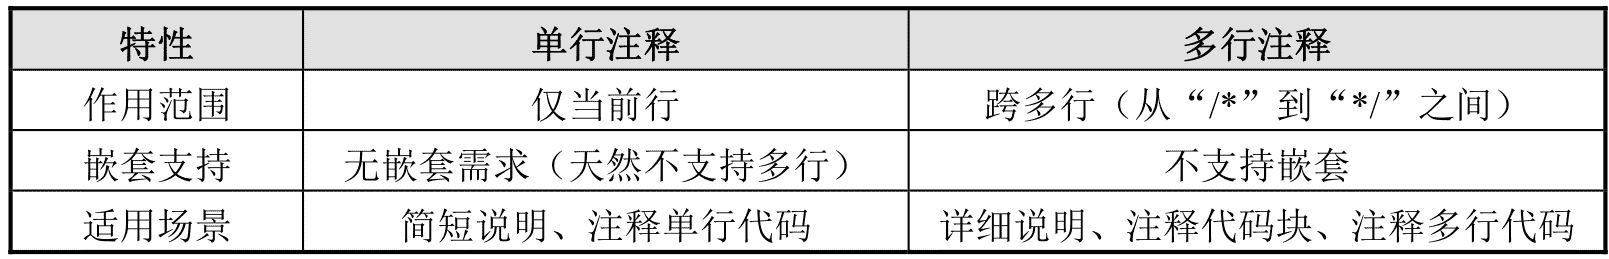 特性 单行注释 多行注释
作用范围 仅当前行 跨多行（从“/*”到“*/”之间）
嵌套支持 无嵌套需求（天然不支持多行） 不支持嵌套
适用场景 简短说明、注释单行代码 详细说明、注释代码块、注释多行代码